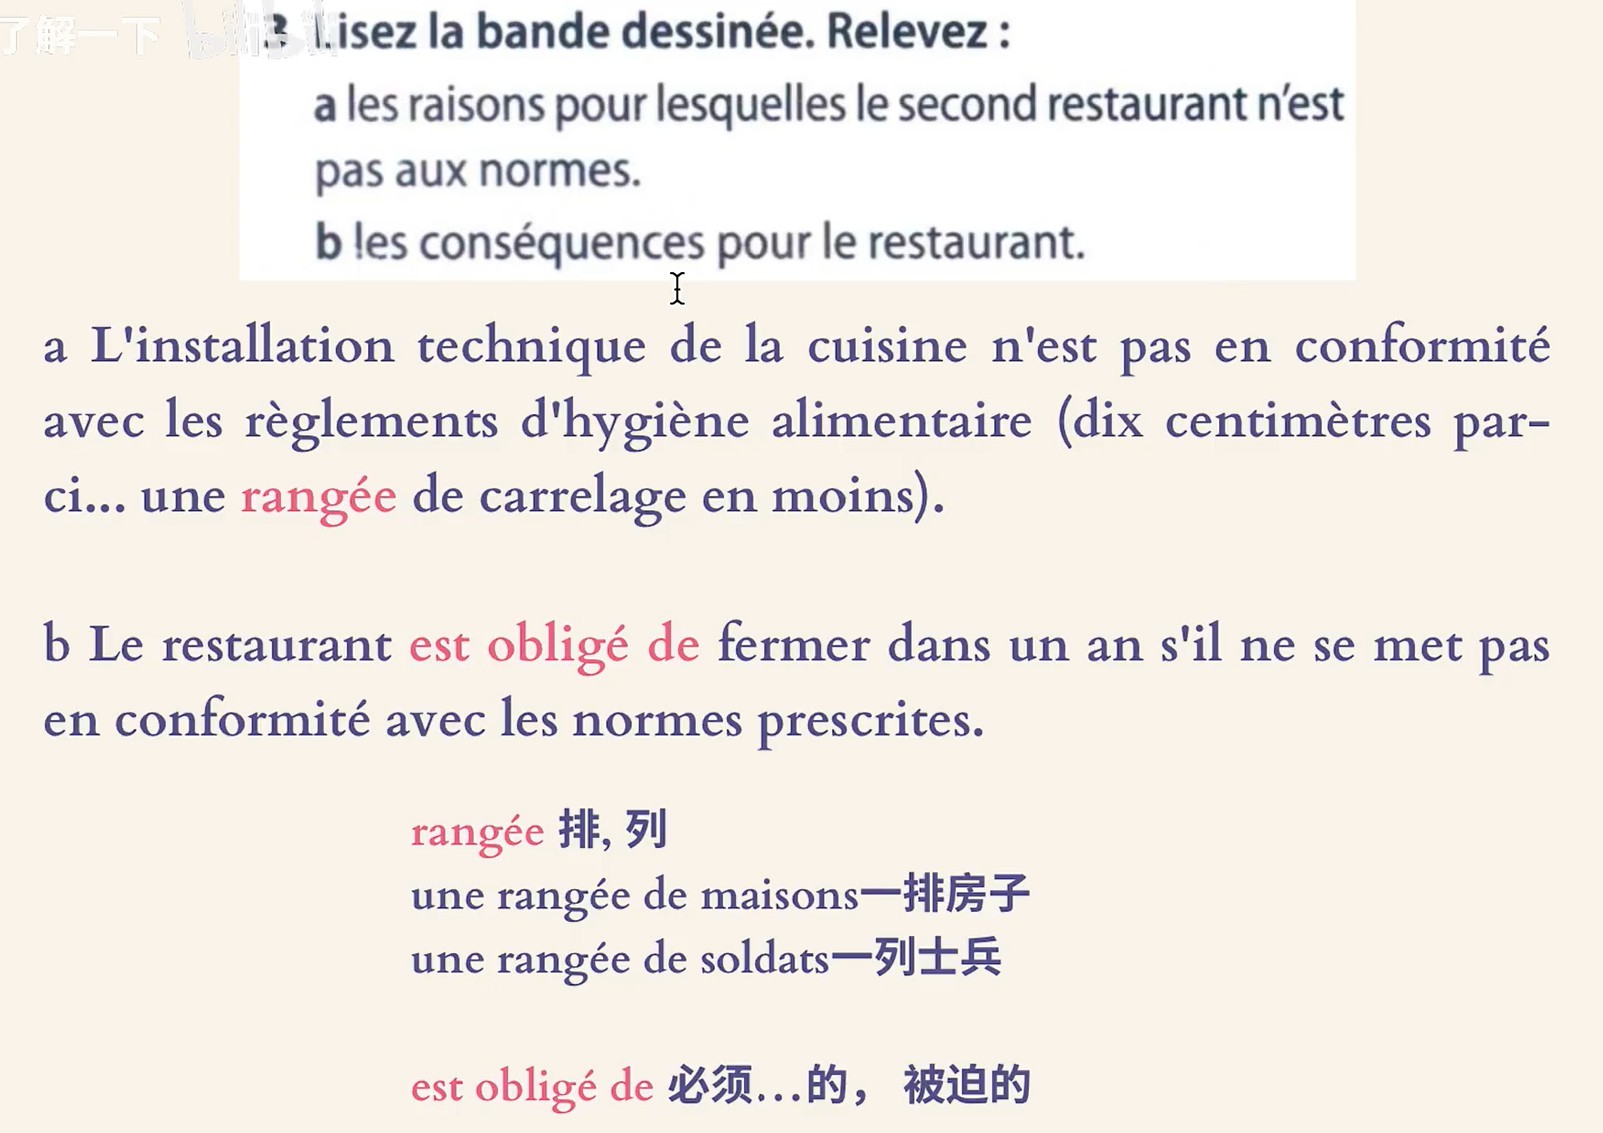 了解一下 bilibili
3 Lisez la bande dessinée. Relevez :
a les raisons pour lesquelles le second restaurant n'est
pas aux normes.
b les conséquences pour le restaurant.
a L'installation technique de la cuisine n'est pas en conformité
avec les règlements d'hygiène alimentaire (dix centimètres par-
ci... une rangée de carrelage en moins).
b Le restaurant est obligé de fermer dans un an s'il ne se met pas
en conformité avec les normes prescrites.
rangée 排, 列
une rangée de maisons一排房子
une rangée de soldats一列士兵
est obligé de 必须...的， 被迫的